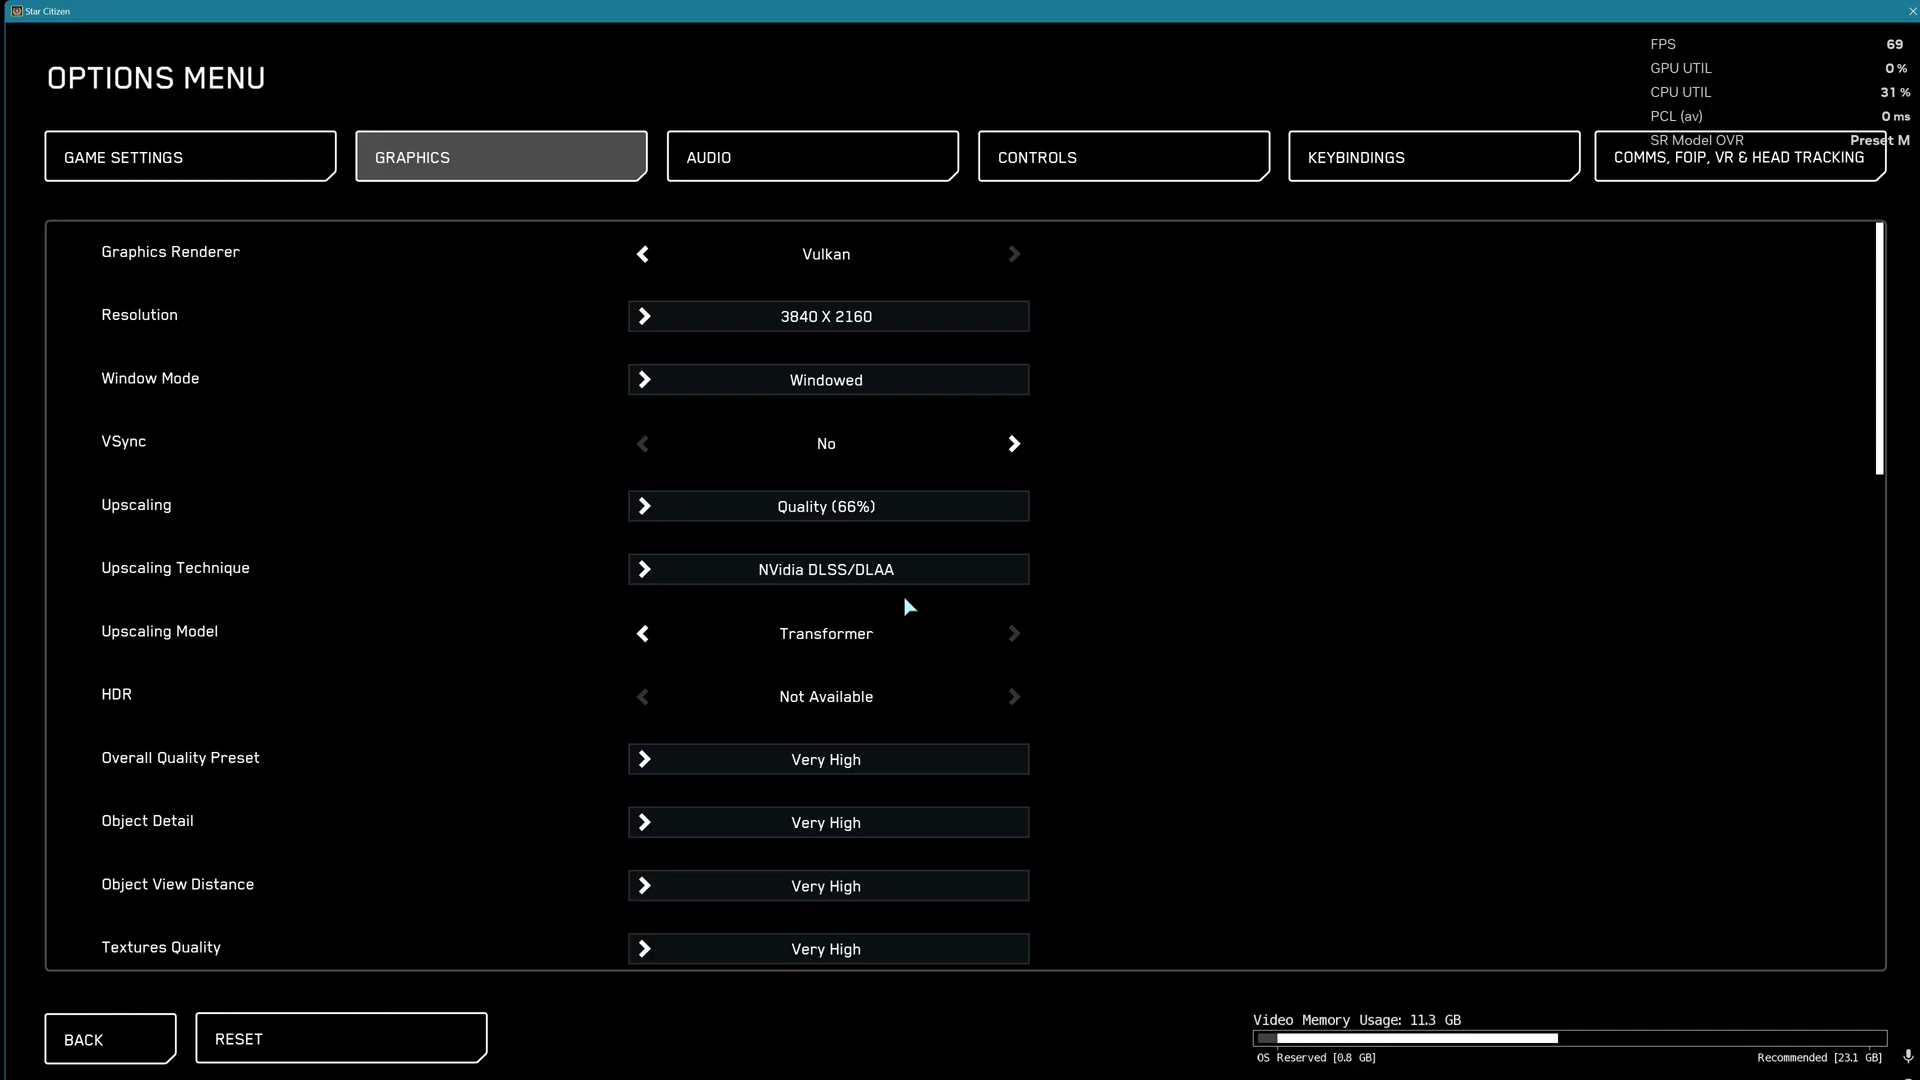 Star Citizen
FPS 69
GPU UTIL 0 %
CPU UTIL 31 %
PCL (av) 0 ms
SR Model OVR Preset M
OPTIONS MENU
GAME SETTINGS
GRAPHICS
AUDIO
CONTROLS
KEYBINDINGS
COMMS, FOIP, VR & HEAD TRACKING
Graphics Renderer Vulkan
Resolution 3840 X 2160
Window Mode Windowed
VSync No
Upscaling Quality (66%)
Upscaling Technique NVidia DLSS/DLAA
Upscaling Model Transformer
HDR Not Available
Overall Quality Preset Very High
Object Detail Very High
Object View Distance Very High
Textures Quality Very High
BACK
RESET
Video Memory Usage: 11.3 GB
OS Reserved [0.8 GB]
Recommended [23.1 GB]